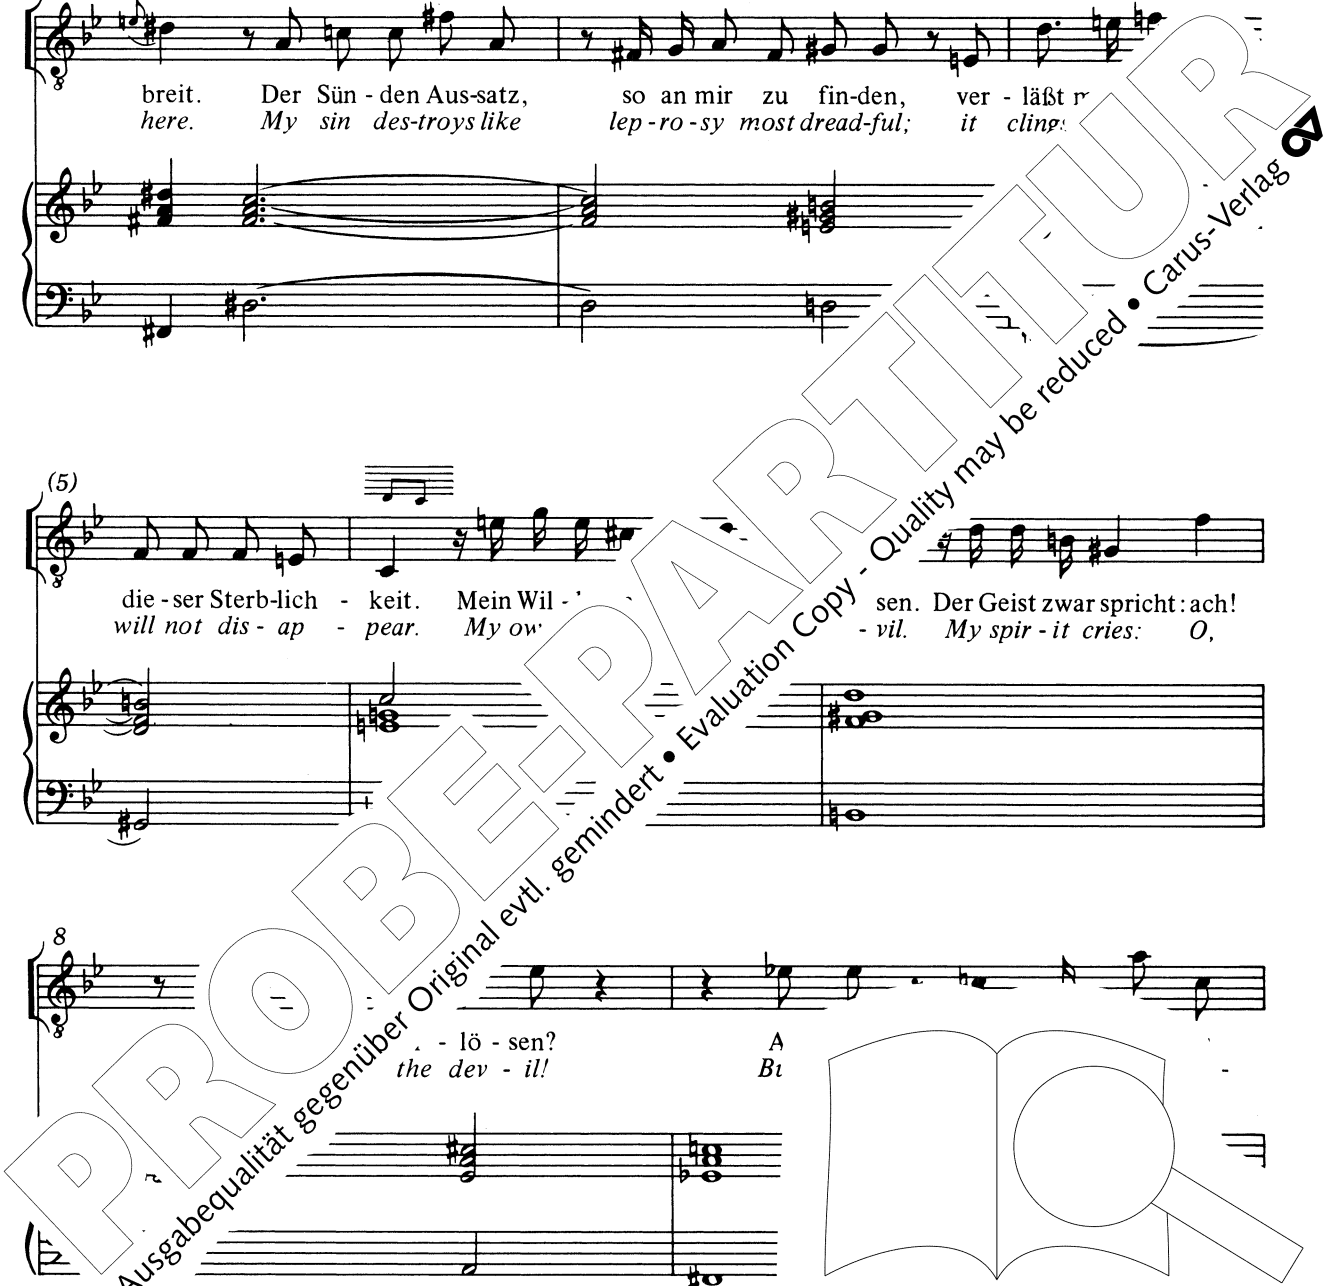 breit. Der Sün - den Aus-satz, so an mir zu fin-den, ver - läßt
here. My sin des-troys like lep - ro - sy most dread-ful; it clings
(5)
die - ser Sterb-lich - keit. Mein Wil - sen. Der Geist zwar spricht: ach!
will not dis - ap - pear. My - vil. My spir - it cries: O,
8
- lö - sen?
the dev - il!
PROBE-PARTITUR
Ausgabequalität gegenüber Original evtl. gemindert • Evaluation Copy - Quality may be reduced • Carus-Verlag